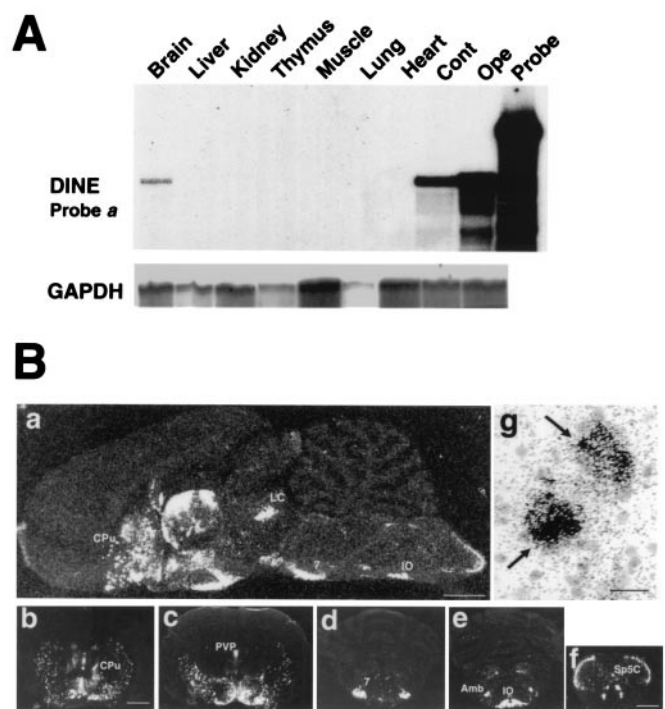 A
Brain Liver Kidney Thymus Muscle Lung Heart Cont Ope Probe
DINE
Probe a
GAPDH
B
a
LC
CPu
7
IO
g
b
CPu
c
PVP
d
7
e
Amb
IO
f
Sp5C